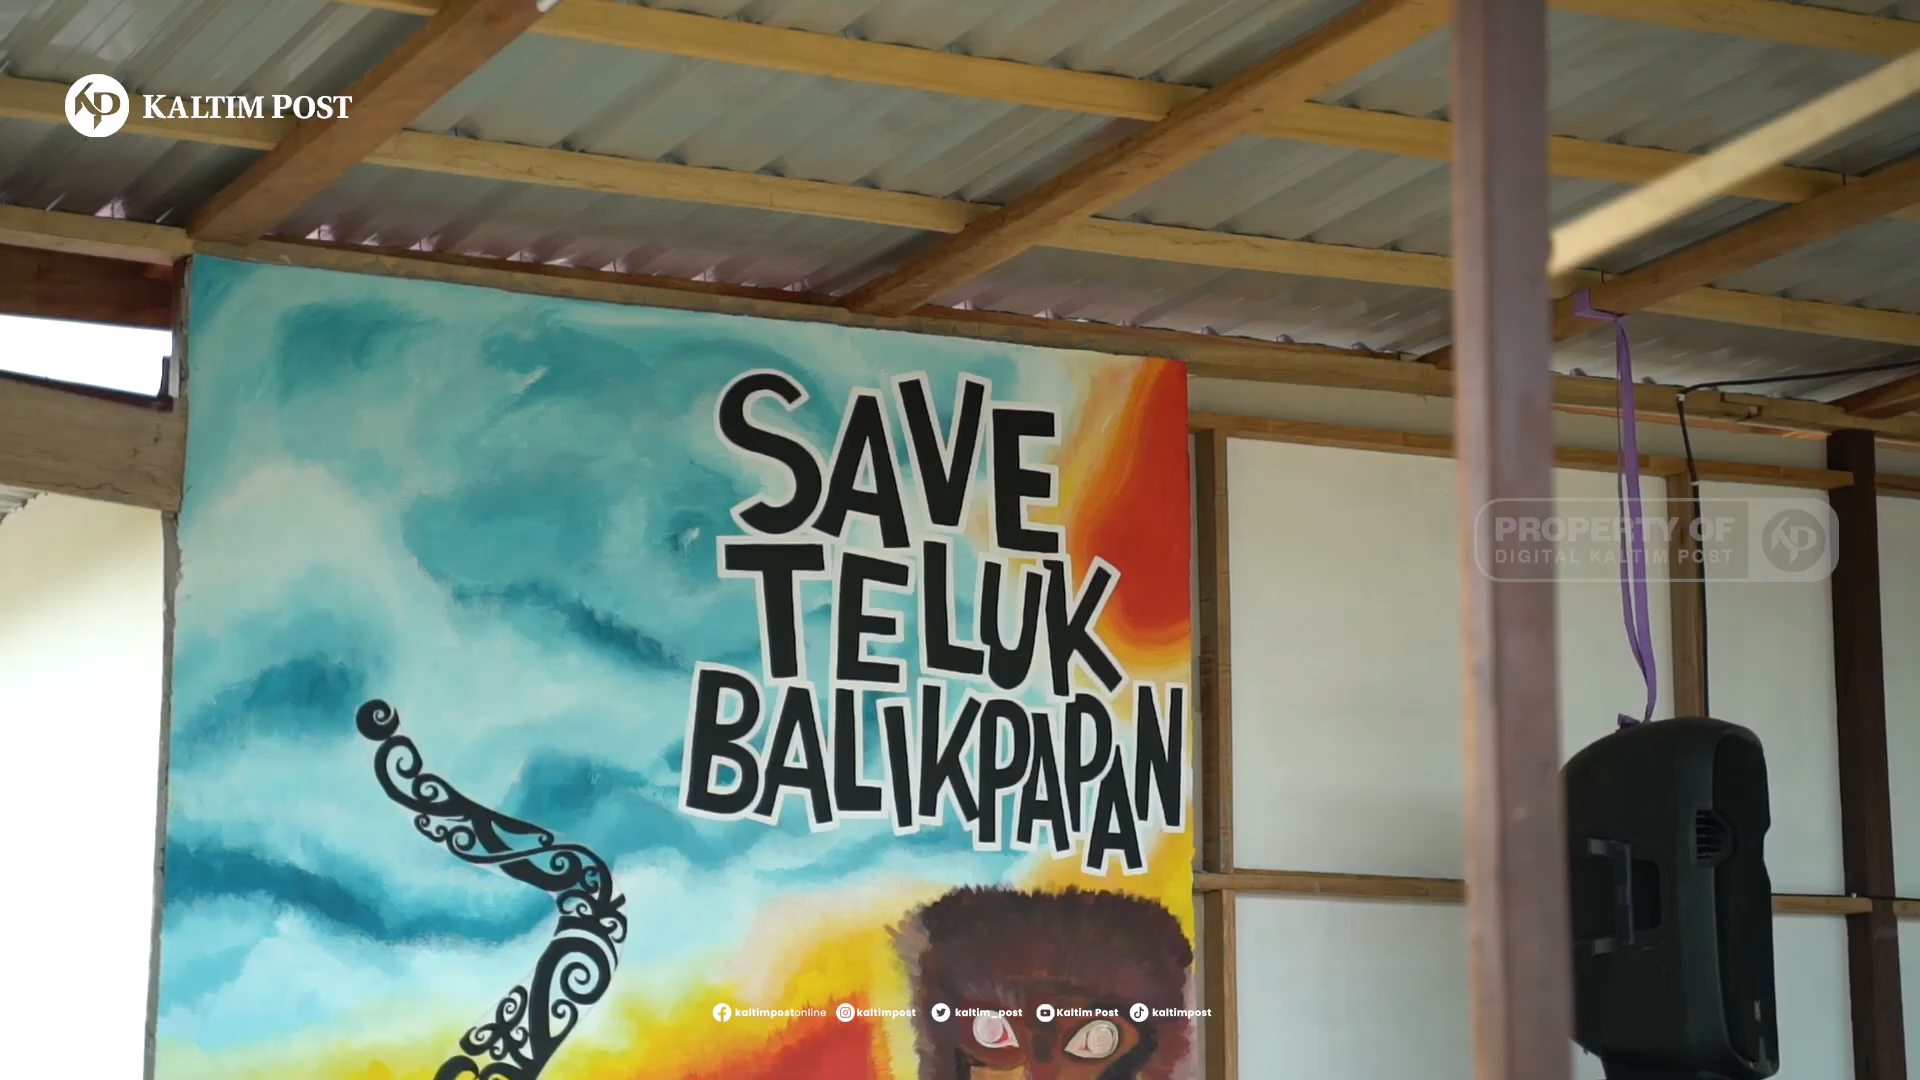 KALTIM POST
SAVE
TELUK
BALIKPAPAN
PROPERTY OF
DIGITAL KALTIM POST
kaltimpostonline kaltimpost kaltim_post Kaltim Post kaltimpost